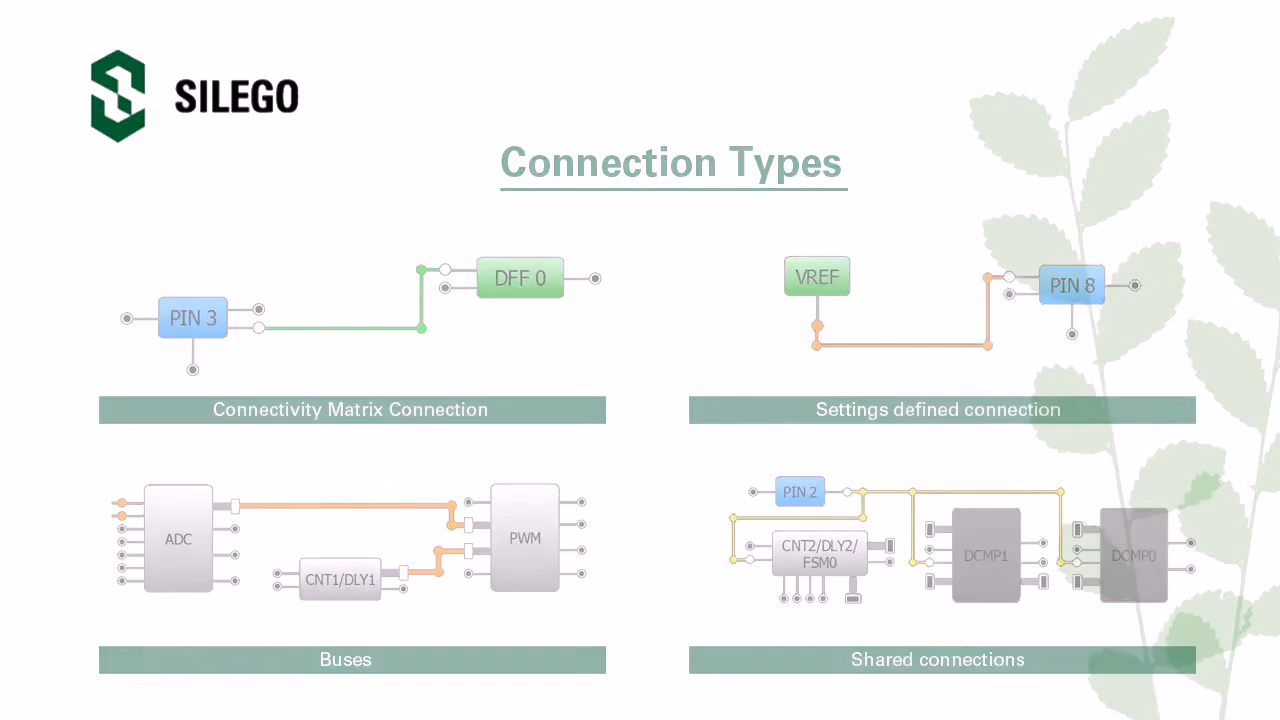 SILEGO
Connection Types
DFF 0
PIN 3
VREF
PIN 8
Connectivity Matrix Connection
Settings defined connection
ADC
PWM
CNT1/DLY1
PIN 2
CNT2/DLY2/
FSM0
DCMP1
DCMP0
Buses
Shared connections